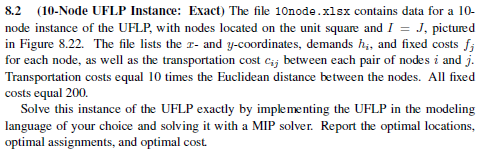 8.2 (10-Node UFLP Instance: Exact) The file 10node.xlsx contains data for a 10-
node instance of the UFLP, with nodes located on the unit square and I = J, pictured
in Figure 8.22. The file lists the x- and y-coordinates, demands hᵢ, and fixed costs fⱼ
for each node, as well as the transportation cost cᵢⱼ between each pair of nodes i and j.
Transportation costs equal 10 times the Euclidean distance between the nodes. All fixed
costs equal 200.
Solve this instance of the UFLP exactly by implementing the UFLP in the modeling
language of your choice and solving it with a MIP solver. Report the optimal locations,
optimal assignments, and optimal cost.